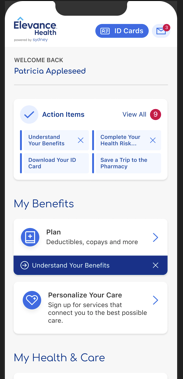 Elevance
Health
powered by Sydney
ID Cards
3
WELCOME BACK
Patricia Appleseed
Action Items
View All
9
Understand
Your Benefits
Complete Your
Health Risk...
Download Your ID
Card
Save a Trip to the
Pharmacy
My Benefits
Plan
Deductibles, copays and more
Understand Your Benefits
Personalize Your Care
Sign up for services that
connect you to the best possible
care.
My Health & Care